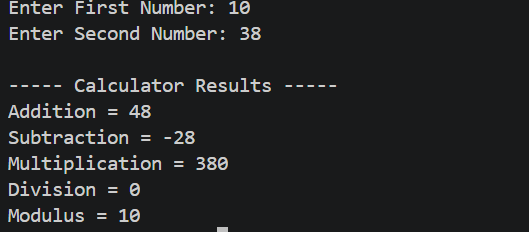 Enter First Number: 10
Enter Second Number: 38
----- Calculator Results -----
Addition = 48
Subtraction = -28
Multiplication = 380
Division = 0
Modulus = 10